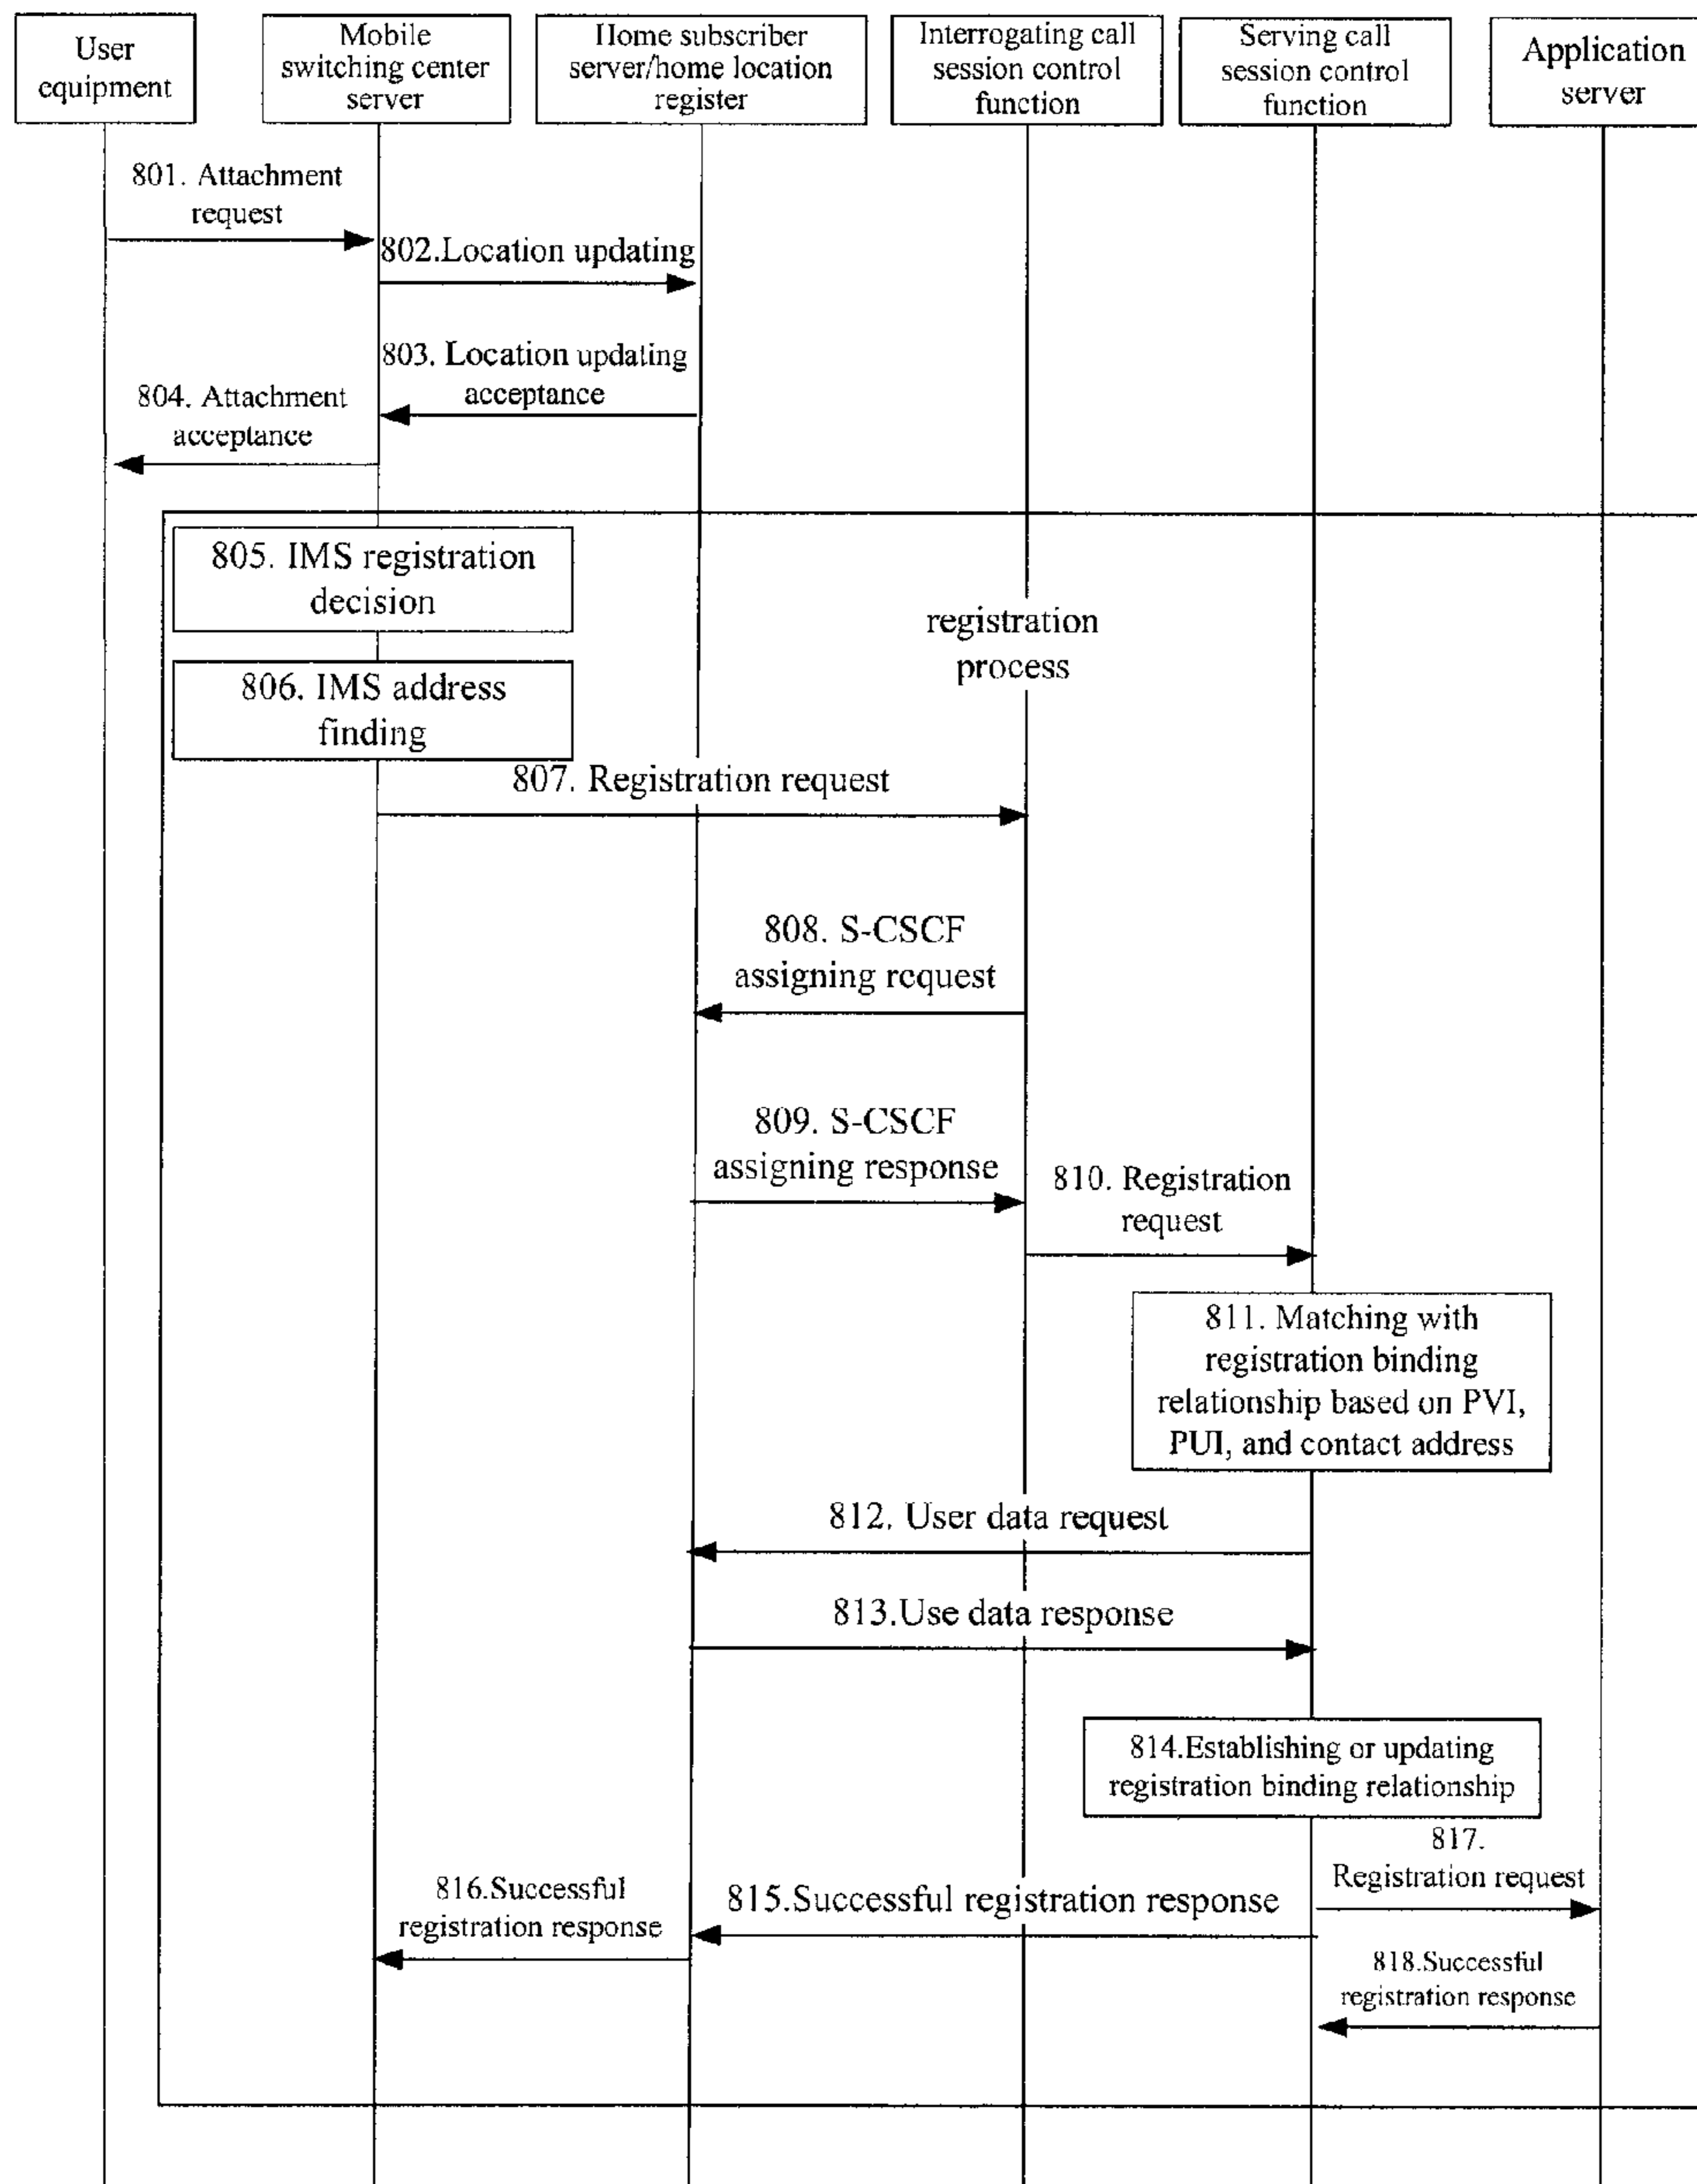 User
equipment
Mobile
switching center
server
Home subscriber
server/home location
register
Interrogating call
session control
function
Serving call
session control
function
Application
server
801. Attachment
request
802.Location updating
803. Location updating
acceptance
804. Attachment
acceptance
805. IMS registration
decision
registration
process
806. IMS address
finding
807. Registration request
808. S-CSCF
assigning request
809. S-CSCF
assigning response
810. Registration
request
811. Matching with
registration binding
relationship based on PVI,
PUI, and contact address
812. User data request
813.Use data response
814.Establishing or updating
registration binding relationship
817.
Registration request
816.Successful
registration response
815.Successful registration response
818.Successful
registration response